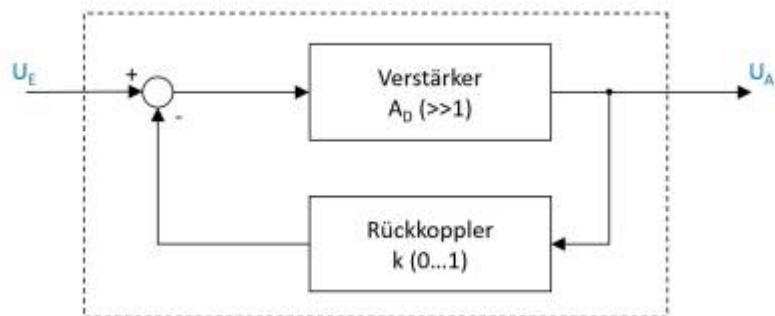 U_E
+
-
Verstärker
A_D (>>1)
U_A
Rückkoppler
k (0...1)